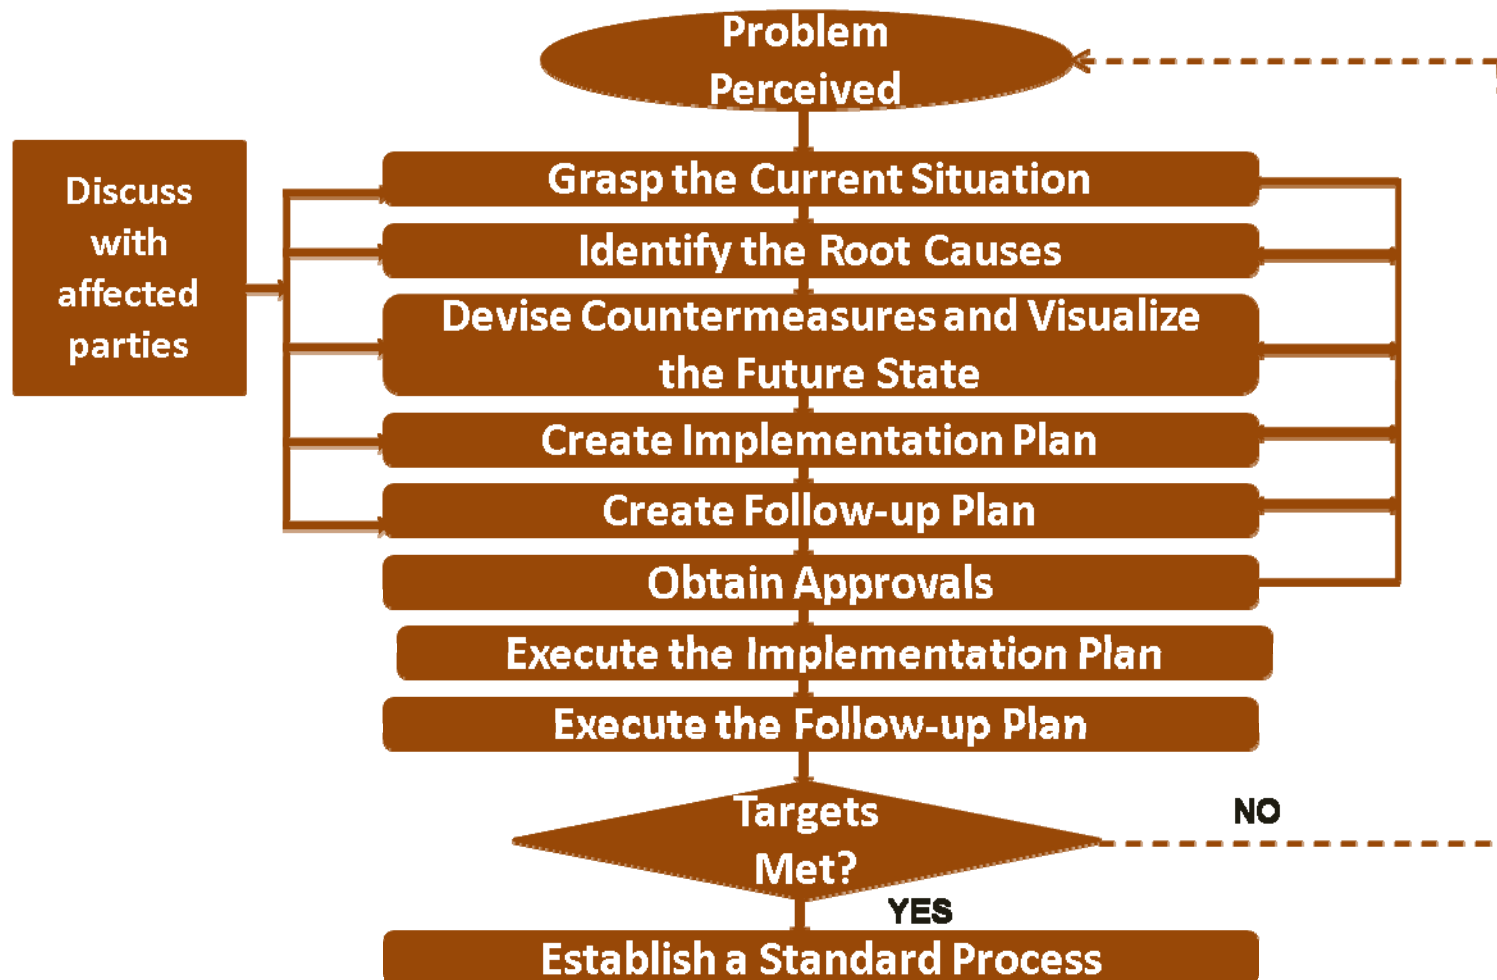 Problem
Perceived
Discuss
with
affected
parties
Grasp the Current Situation
Identify the Root Causes
Devise Countermeasures and Visualize
the Future State
Create Implementation Plan
Create Follow-up Plan
Obtain Approvals
Execute the Implementation Plan
Execute the Follow-up Plan
Targets
Met?
NO
YES
Establish a Standard Process